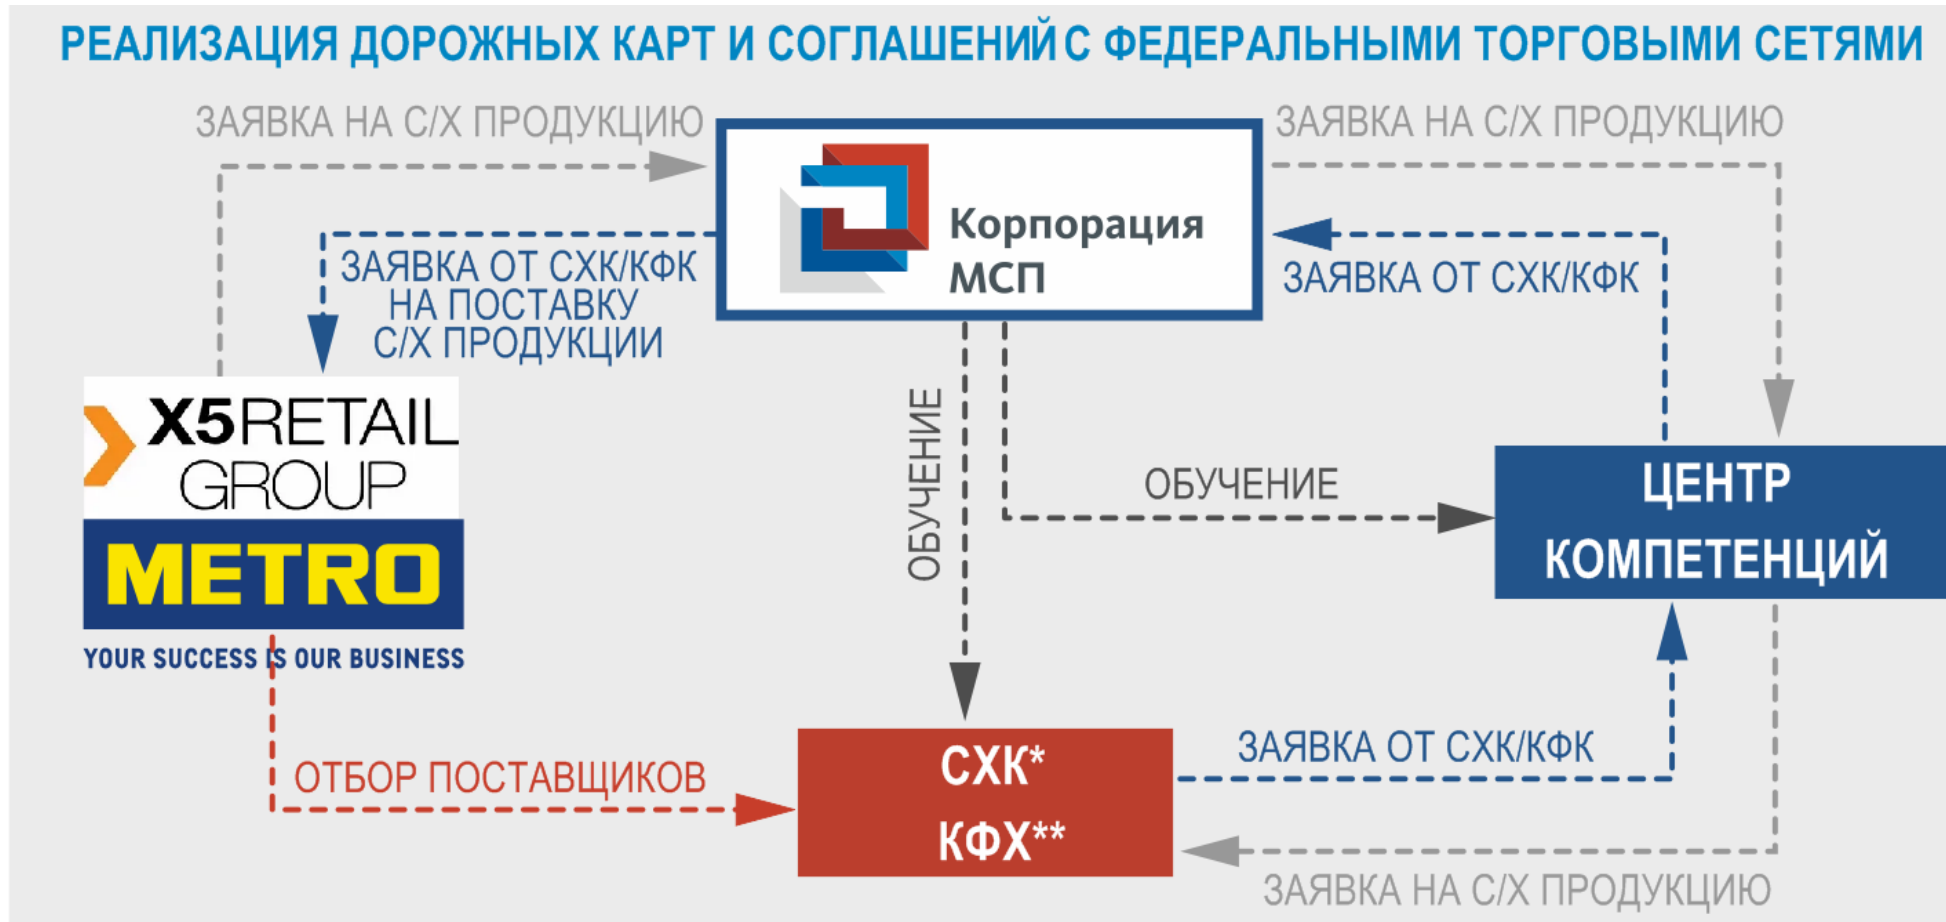 РЕАЛИЗАЦИЯ ДОРОЖНЫХ КАРТ И СОГЛАШЕНИЙ С ФЕДЕРАЛЬНЫМИ ТОРГОВЫМИ СЕТЯМИ
ЗАЯВКА НА С/Х ПРОДУКЦИЮ
ЗАЯВКА НА С/Х ПРОДУКЦИЮ
Корпорация
МСП
ЗАЯВКА ОТ СХК/КФК
НА ПОСТАВКУ
С/Х ПРОДУКЦИИ
ЗАЯВКА ОТ СХК/КФК
X5RETAIL
GROUP
METRO
YOUR SUCCESS IS OUR BUSINESS
ОБУЧЕНИЕ
ОБУЧЕНИЕ
ЦЕНТР
КОМПЕТЕНЦИЙ
ОТБОР ПОСТАВЩИКОВ
СХК*
КФХ**
ЗАЯВКА ОТ СХК/КФК
ЗАЯВКА НА С/Х ПРОДУКЦИЮ